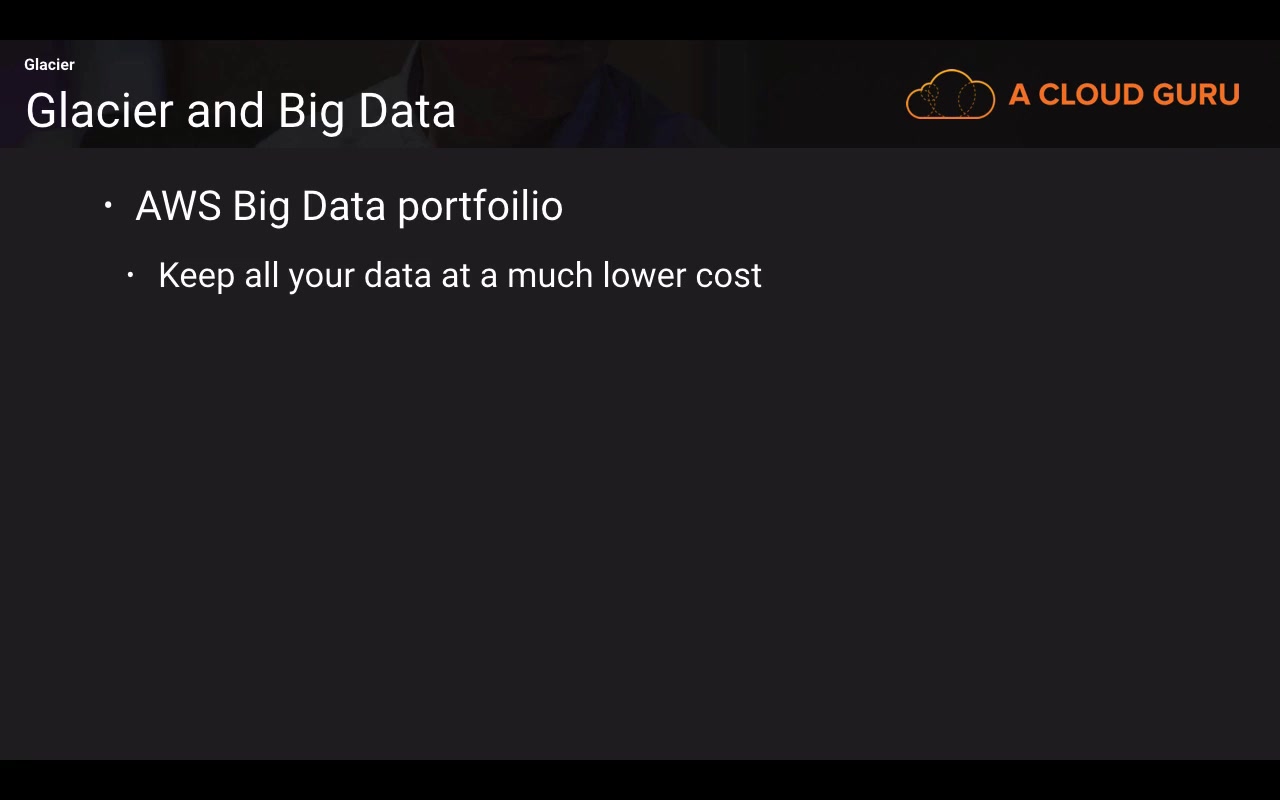 Glacier
Glacier and Big Data
A CLOUD GURU
• AWS Big Data portfoilio
• Keep all your data at a much lower cost